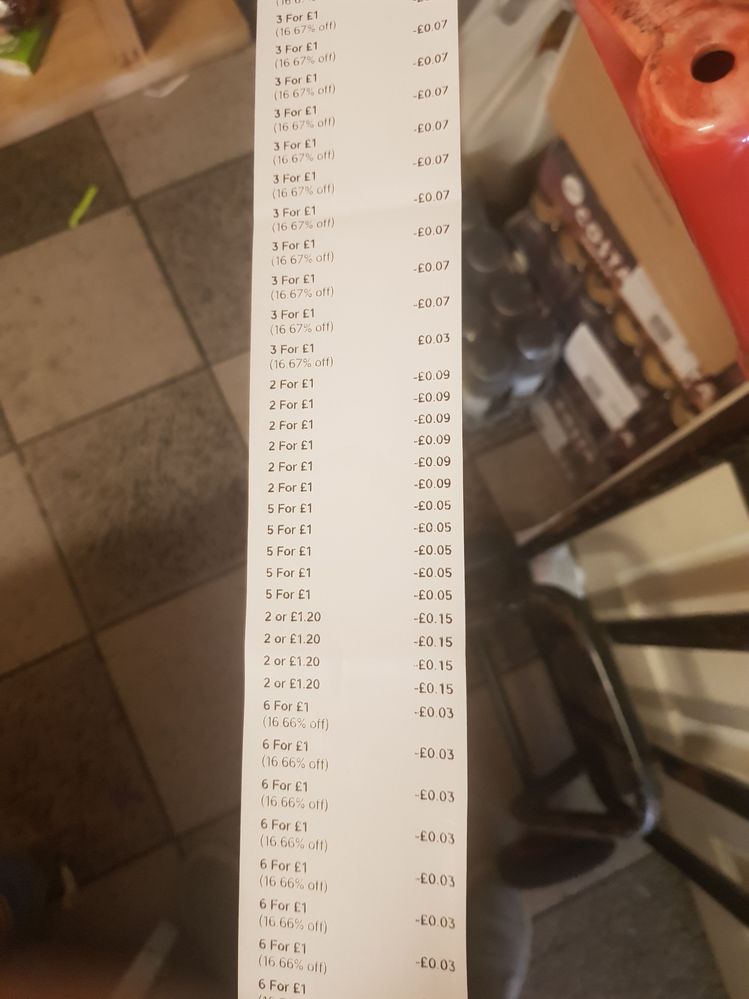 3 For £1
(16.67% off)
3 For £1 -£0.07
(16.67% off)
3 For £1 -£0.07
(16.67% off)
3 For £1 -£0.07
(16.67% off)
3 For £1 -£0.07
(16.67% off)
3 For £1 -£0.07
(16.67% off)
3 For £1 -£0.07
(16.67% off)
3 For £1 -£0.07
(16.67% off)
3 For £1 -£0.07
(16.67% off)
3 For £1 -£0.07
(16.67% off)
3 For £1 £0.03
(16.67% off)
2 For £1 -£0.09
2 For £1 -£0.09
2 For £1 -£0.09
2 For £1 -£0.09
2 For £1 -£0.09
2 For £1 -£0.09
5 For £1 -£0.05
5 For £1 -£0.05
5 For £1 -£0.05
5 For £1 -£0.05
5 For £1 -£0.05
2 or £1.20 -£0.15
2 or £1.20 -£0.15
2 or £1.20 -£0.15
2 or £1.20 -£0.15
6 For £1 -£0.03
(16.66% off)
6 For £1 -£0.03
(16.66% off)
6 For £1 -£0.03
(16.66% off)
6 For £1 -£0.03
(16.66% off)
6 For £1 -£0.03
(16.66% off)
6 For £1 -£0.03
(16.66% off)
6 For £1 -£0.03
(16.66% off)
6 For £1
COSTA